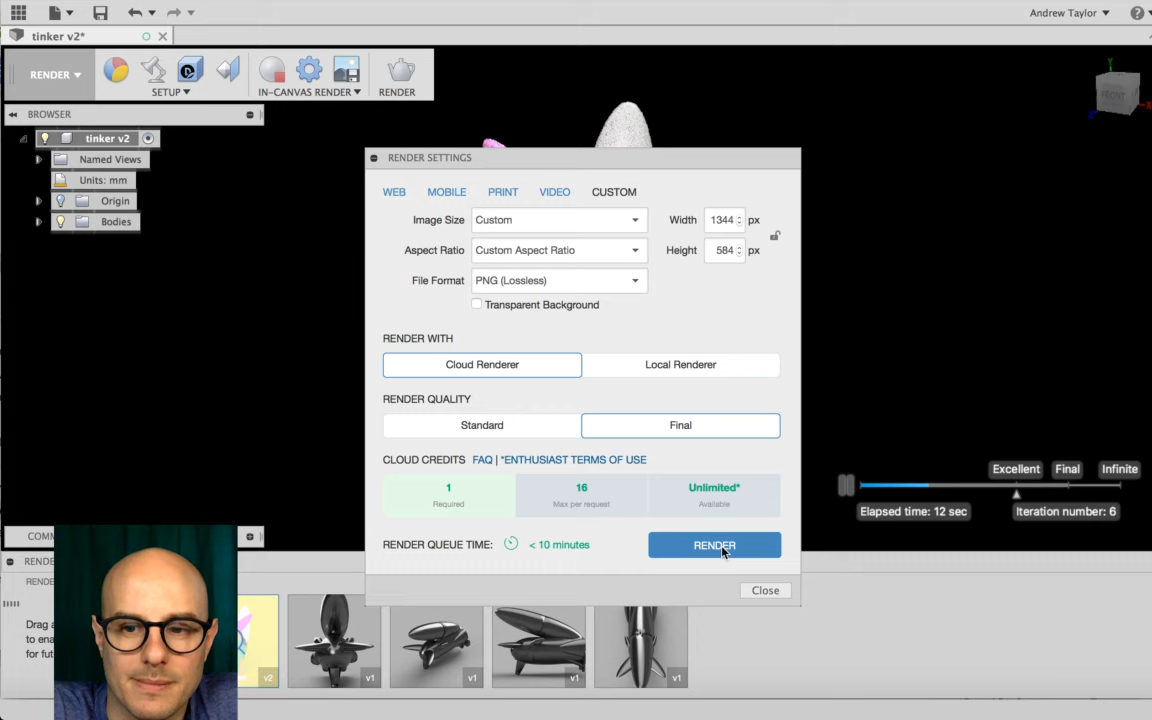 Andrew Taylor
?
tinker v2*
RENDER
SETUP
IN-CANVAS RENDER
RENDER
FRONT
Y
X
Z
BROWSER
tinker v2
Named Views
Units: mm
Origin
Bodies
RENDER SETTINGS
WEB MOBILE PRINT VIDEO CUSTOM
Image Size Custom Width 1344 px
Aspect Ratio Custom Aspect Ratio Height 584 px
File Format PNG (Lossless)
Transparent Background
RENDER WITH
Cloud Renderer Local Renderer
RENDER QUALITY
Standard Final
CLOUD CREDITS FAQ | *ENTHUSIAST TERMS OF USE
1 16 Unlimited*
Required Max per request Available
RENDER QUEUE TIME: < 10 minutes RENDER
Close
Excellent Final Infinite
Elapsed time: 12 sec Iteration number: 6
COMM
RENDE
RENDE
Drag a
to ena
for fut
v2 v1 v1 v1 v1